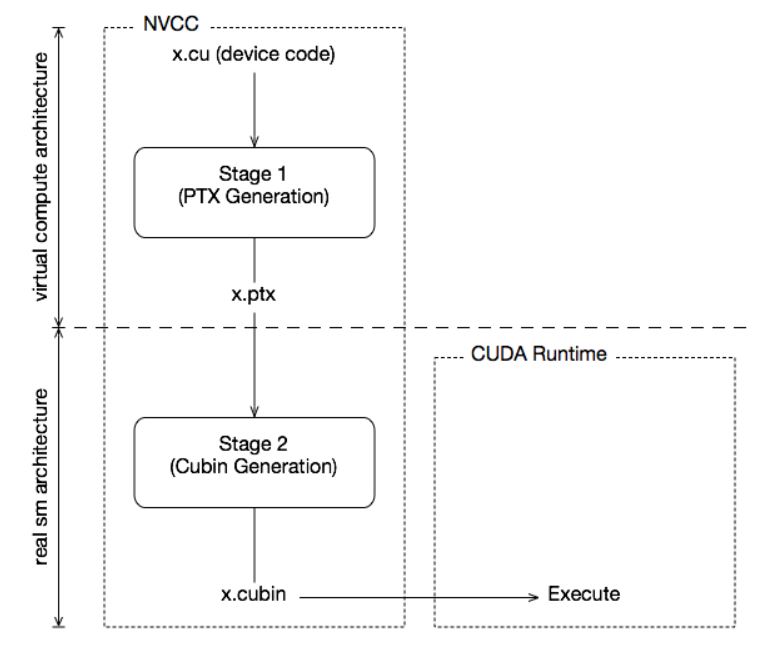 NVCC
x.cu (device code)
virtual compute architecture
Stage 1
(PTX Generation)
x.ptx
CUDA Runtime
real sm architecture
Stage 2
(Cubin Generation)
x.cubin
Execute